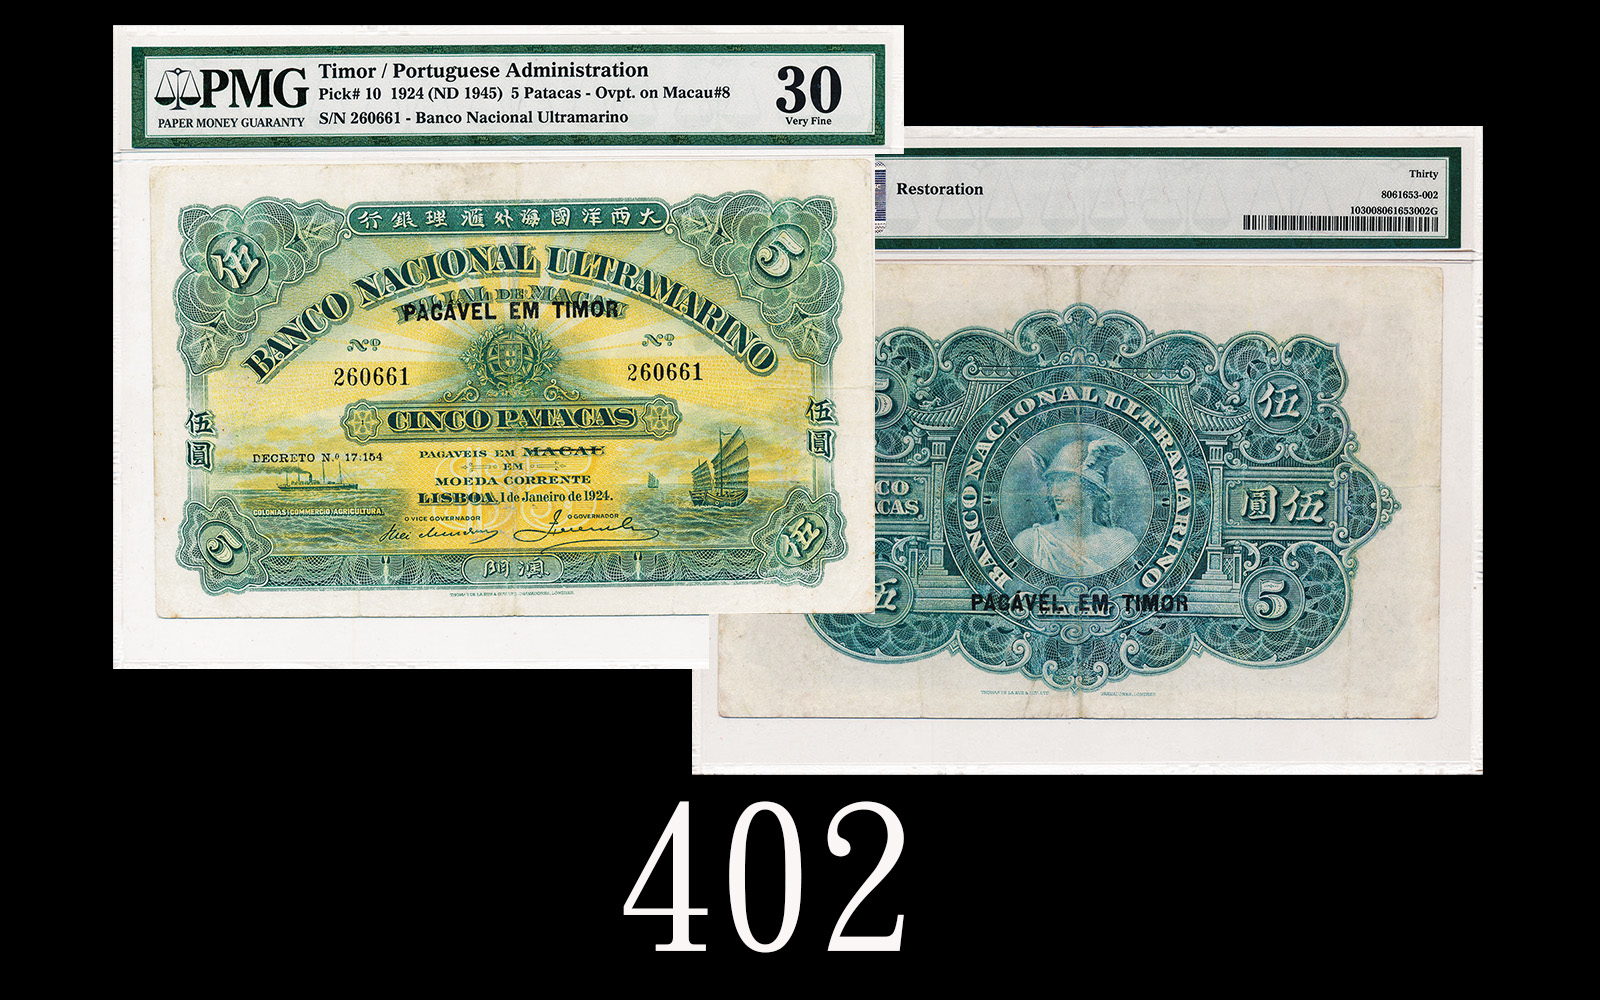 PMG
PAPER MONEY GUARANTY
Timor / Portuguese Administration
Pick# 10 1924 (ND 1945) 5 Patacas - Ovpt. on Macau#8
S/N 260661 - Banco Nacional Ultramarino
30
Very Fine
行銀理滙外海國洋西大
伍
5
BANCO NACIONAL ULTRAMARINO
FILIAL DE MACAU
PAGÁVEL EM TIMOR
Nº
Nº
260661
260661
CINCO PATACAS
伍圓
伍圓
DECRETO N.º 17:154
PAGAVEIS EM MACAU
EM
MOEDA CORRENTE
LISBOA, 1 de Janeiro de 1924.
COLONIAS, COMMERCIO, AGRICULTURA.
O VICE GOVERNADOR
O GOVERNADOR
5
伍
門澳
Restoration
Thirty
8061653-002
103008061653002G
5
伍
BANCO NACIONAL ULTRAMARINO
CO
ACAS
圓伍
伍
5
PAGÁVEL EM TIMOR
402